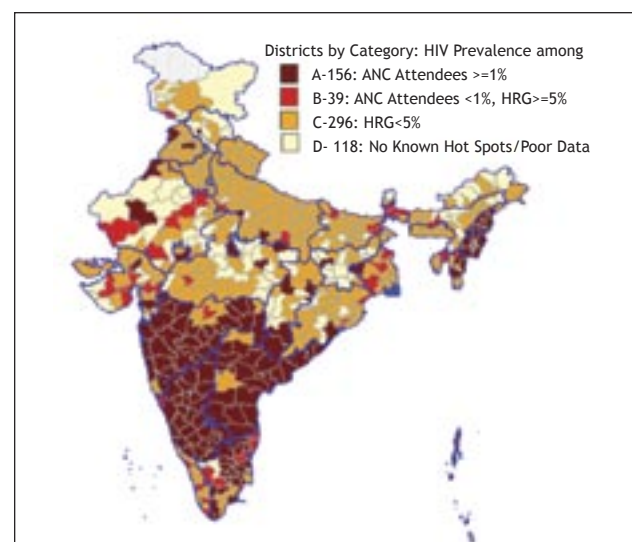 Districts by Category: HIV Prevalence among
A-156: ANC Attendees >=1%
B-39: ANC Attendees <1%, HRG>=5%
C-296: HRG<5%
D- 118: No Known Hot Spots/Poor Data